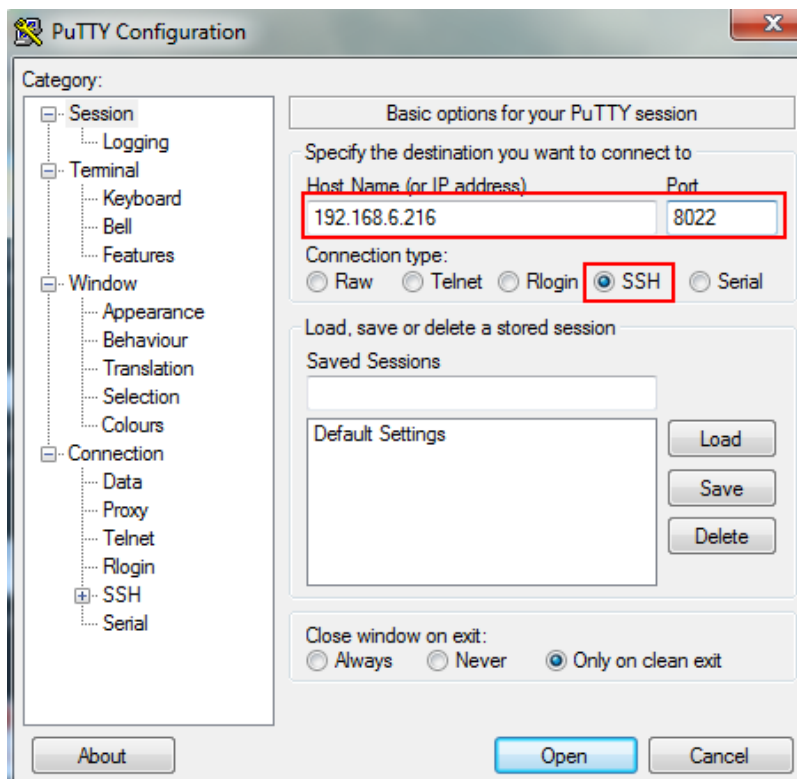 PuTTY Configuration
x
Category:
Session
Logging
Terminal
Keyboard
Bell
Features
Window
Appearance
Behaviour
Translation
Selection
Colours
Connection
Data
Proxy
Telnet
Rlogin
SSH
Serial
Basic options for your PuTTY session
Specify the destination you want to connect to
Host Name (or IP address) Port
192.168.6.216 8022
Connection type:
Raw Telnet Rlogin SSH Serial
Load, save or delete a stored session
Saved Sessions
Default Settings
Load
Save
Delete
Close window on exit:
Always Never Only on clean exit
About Open Cancel